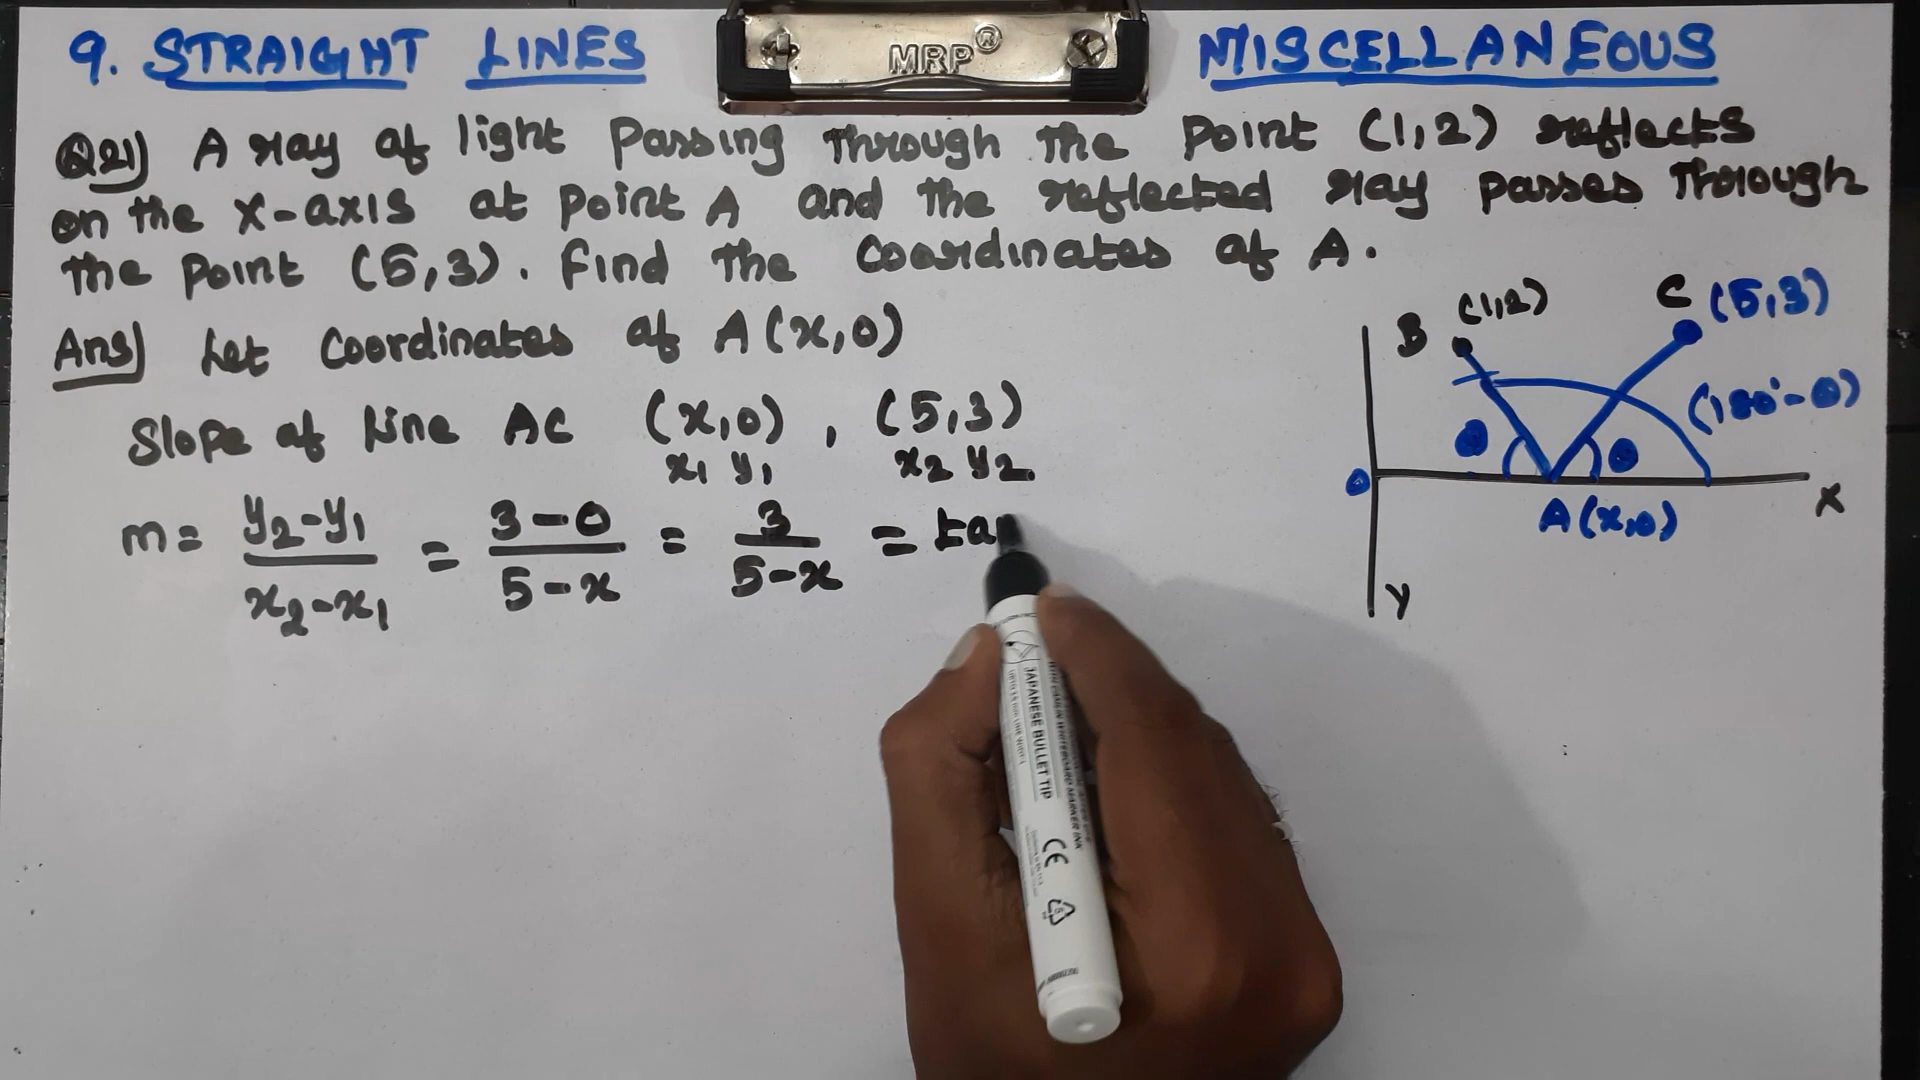 9. STRAIGHT LINES
MISCELLANEOUS
MRP®
Q21) A ray of light passing through the point (1,2) reflects
on the x-axis at point A and the reflected ray passes through
the point (5,3). Find the coordinates of A.
Ans) Let coordinates of A(x,0)
Slope of line AC (x,0), (5,3)
x1 y1 x2 y2
m = y2-y1 / x2-x1 = 3-0 / 5-x = 3 / 5-x = tan
B (1,2)
C (5,3)
(180°-θ)
θ θ
0
A(x,0)
X
Y
JAPANESE BULLET TIP
CE